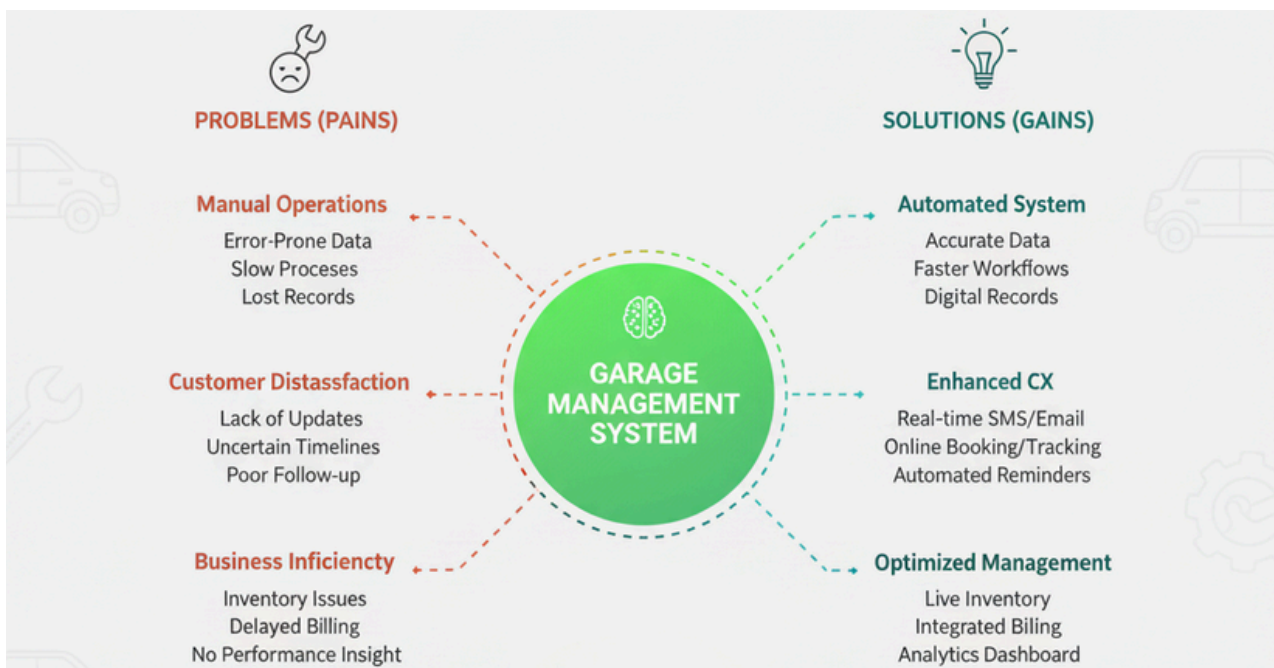 PROBLEMS (PAINS)
Manual Operations
Error-Prone Data
Slow Proceses
Lost Records
Customer Distassfaction
Lack of Updates
Uncertain Timelines
Poor Follow-up
Business Inficiencty
Inventory Issues
Delayed Billing
No Performance Insight
GARAGE
MANAGEMENT
SYSTEM
SOLUTIONS (GAINS)
Automated System
Accurate Data
Faster Workflows
Digital Records
Enhanced CX
Real-time SMS/Email
Online Booking/Tracking
Automated Reminders
Optimized Management
Live Inventory
Integrated Biling
Analytics Dashboard